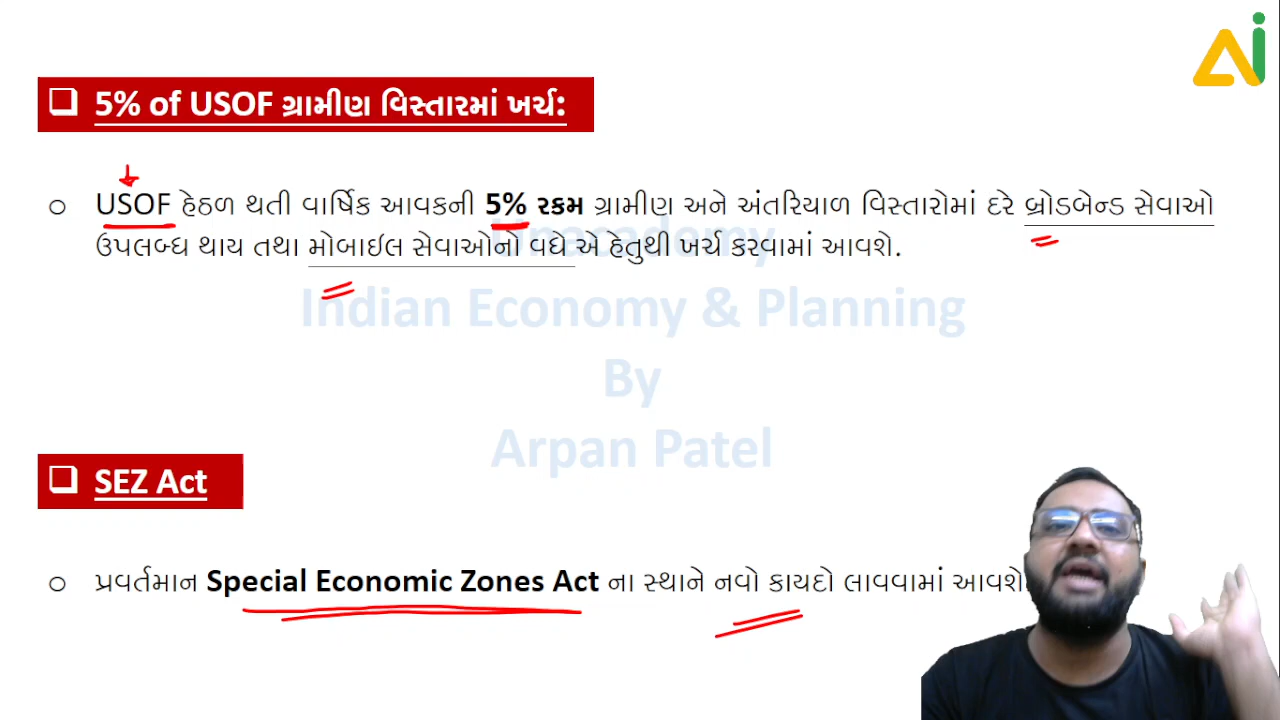 ❑ 5% of USOF ગ્રામીણ વિસ્તારમાં ખર્ચ:
○ USOF હેઠળ થતી વાર્ષિક આવકની 5% રકમ ગ્રામીણ અને અંતરિયાળ વિસ્તારોમાં દરે બ્રોડબેન્ડ સેવાઓ
ઉપલબ્ધ થાય તથા મોબાઈલ સેવાઓનો વધે એ હેતુથી ખર્ચ કરવામાં આવશે.
Unacademy
Indian Economy & Planning
By
Arpan Patel
❑ SEZ Act
○ પ્રવર્તમાન Special Economic Zones Act ના સ્થાને નવો કાયદો લાવવામાં આવશે